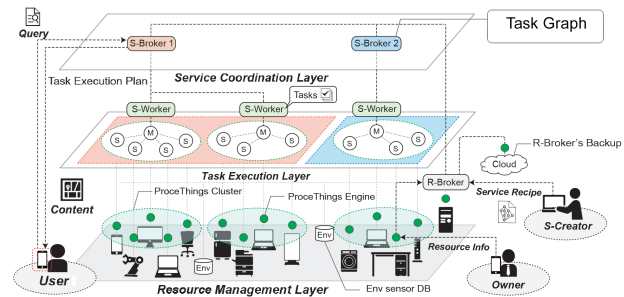 Query
S-Broker 1
S-Broker 2
Task Graph
Task Execution Plan
Service Coordination Layer
S-Worker
S-Worker
Tasks
S-Worker
M
S
S
S
S
M
S
S
S
S
M
S
S
S
S
R-Broker's Backup
Cloud
Task Execution Layer
R-Broker
Service Recipe
Content
ProceThings Cluster
ProceThings Engine
S-Creator
Env
Env
Resource Info
User
Env sensor DB
Owner
Resource Management Layer